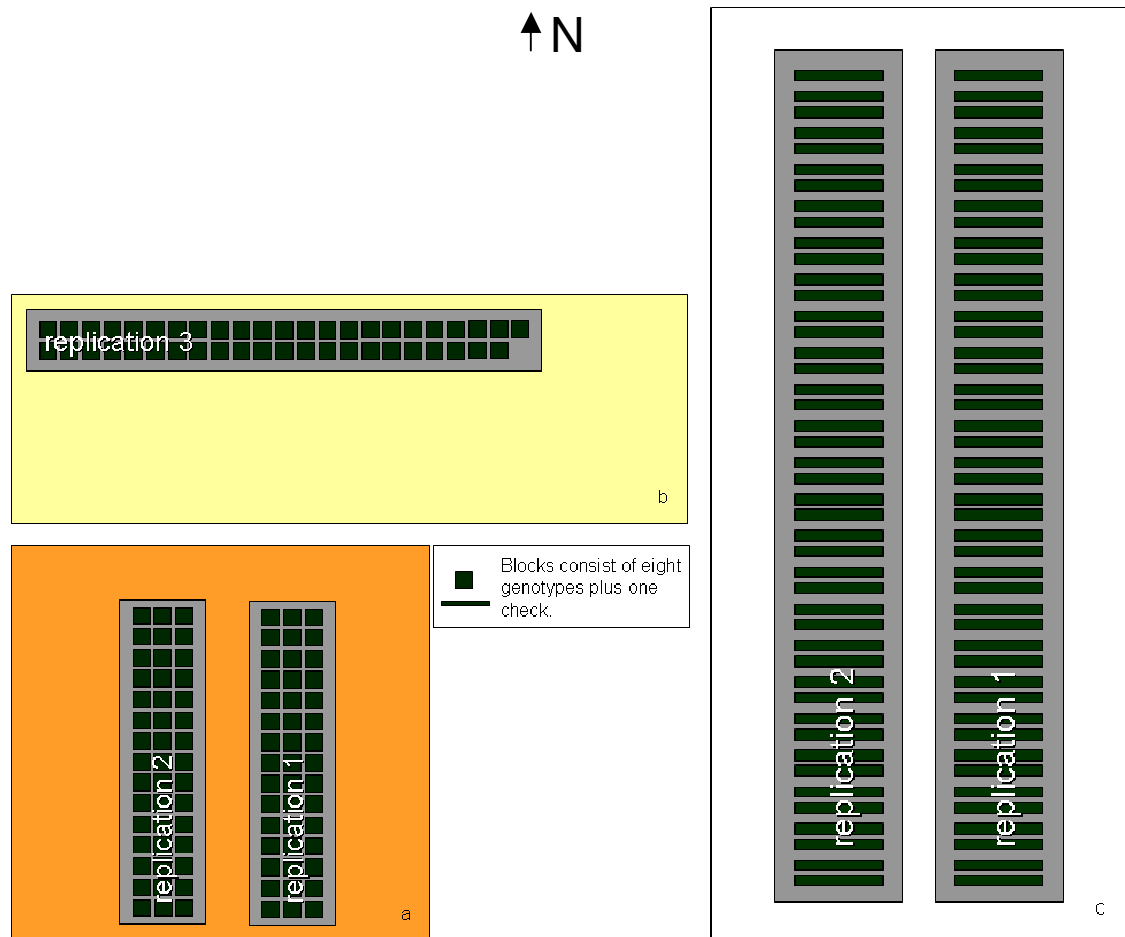 N
replication 3
b
Blocks consist of eight
genotypes plus one
check.
replication 2
replication 1
a
replication 2
replication 1
C